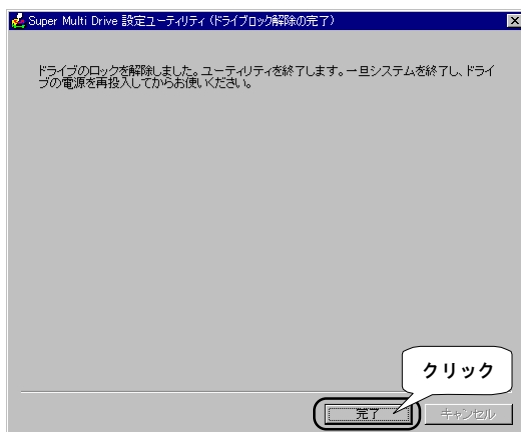 Super Multi Drive 設定ユーティリティ (ドライブロック解除の完了)
ドライブのロックを解除しました。ユーティリティを終了します。一旦システムを終了し、ドライ
ブの電源を再投入してからお使いください。
クリック
完了
キャンセル